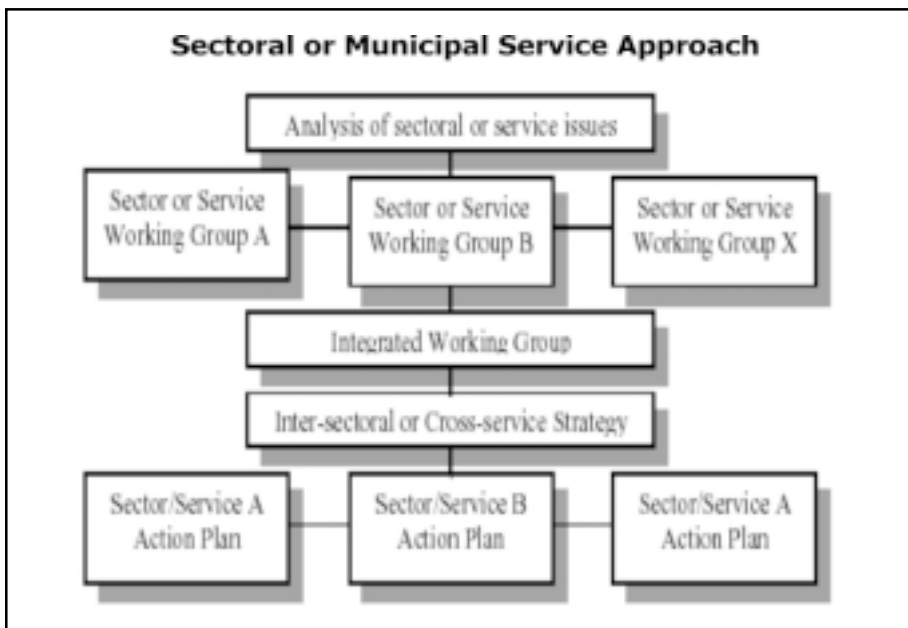 Sectoral or Municipal Service Approach
Analysis of sectoral or service issues
Sector or Service
Working Group A
Sector or Service
Working Group B
Sector or Service
Working Group X
Integrated Working Group
Inter-sectoral or Cross-service Strategy
Sector/Service A
Action Plan
Sector/Service B
Action Plan
Sector/Service A
Action Plan